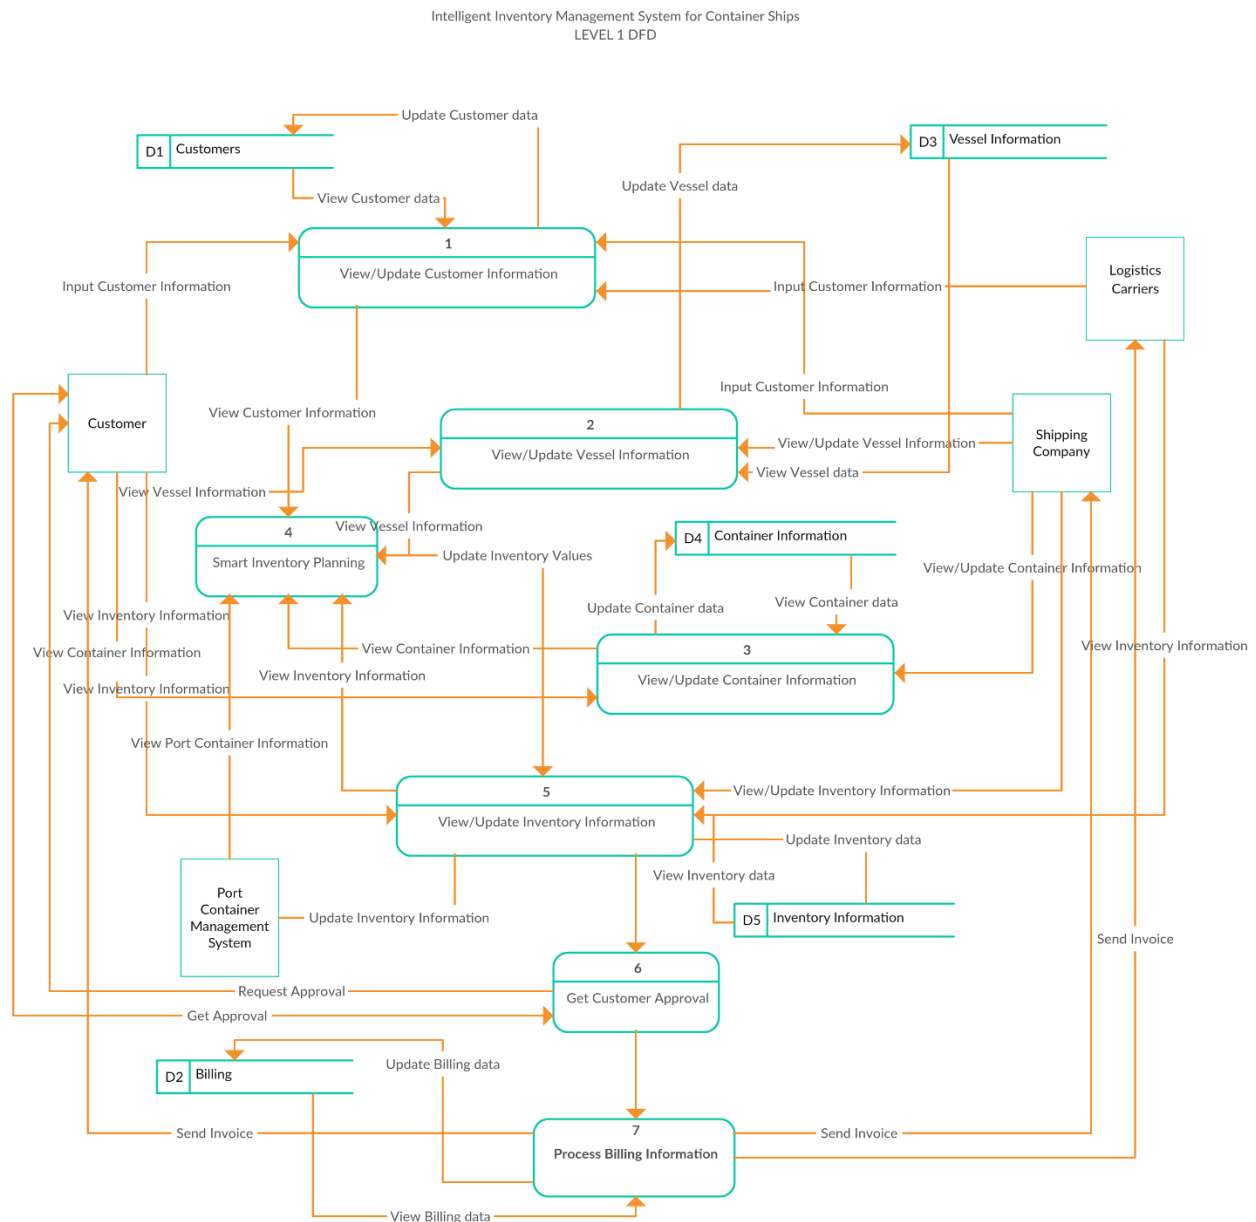 Intelligent Inventory Management System for Container Ships
LEVEL 1 DFD
Update Customer data
D1
Customers
D3
Vessel Information
Update Vessel data
View Customer data
1
View/Update Customer Information
Input Customer Information
Input Customer Information
Logistics
Carriers
Input Customer Information
View Customer Information
Customer
2
View/Update Vessel Information
View/Update Vessel Information
Shipping
Company
View Vessel data
View Vessel Information
View Vessel Information
4
Smart Inventory Planning
Update Inventory Values
D4
Container Information
View/Update Container Information
Update Container data
View Container data
View Inventory Information
View Container Information
View Container Information
3
View/Update Container Information
View Inventory Information
View Inventory Information
View Inventory Information
View Port Container Information
5
View/Update Inventory Information
View/Update Inventory Information
Update Inventory data
View Inventory data
Port
Container
Management
System
Update Inventory Information
D5
Inventory Information
Send Invoice
6
Get Customer Approval
Request Approval
Get Approval
Update Billing data
D2
Billing
Send Invoice
7
Process Billing Information
Send Invoice
View Billing data